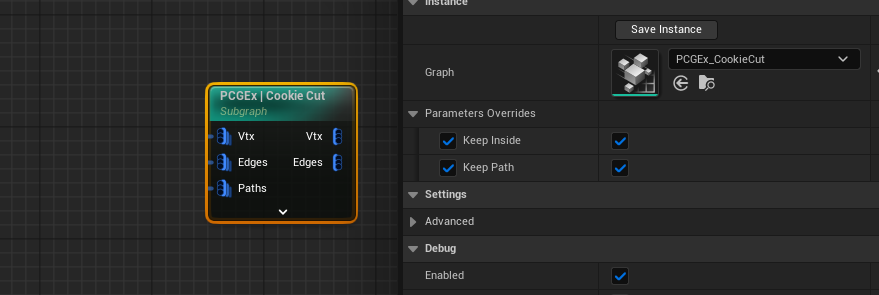 Instance
Save Instance
Graph
PCGEx_CookieCut
Parameters Overrides
Keep Inside
Keep Path
Settings
Advanced
Debug
Enabled
PCGEx | Cookie Cut
Subgraph
Vtx Vtx
Edges Edges
Paths